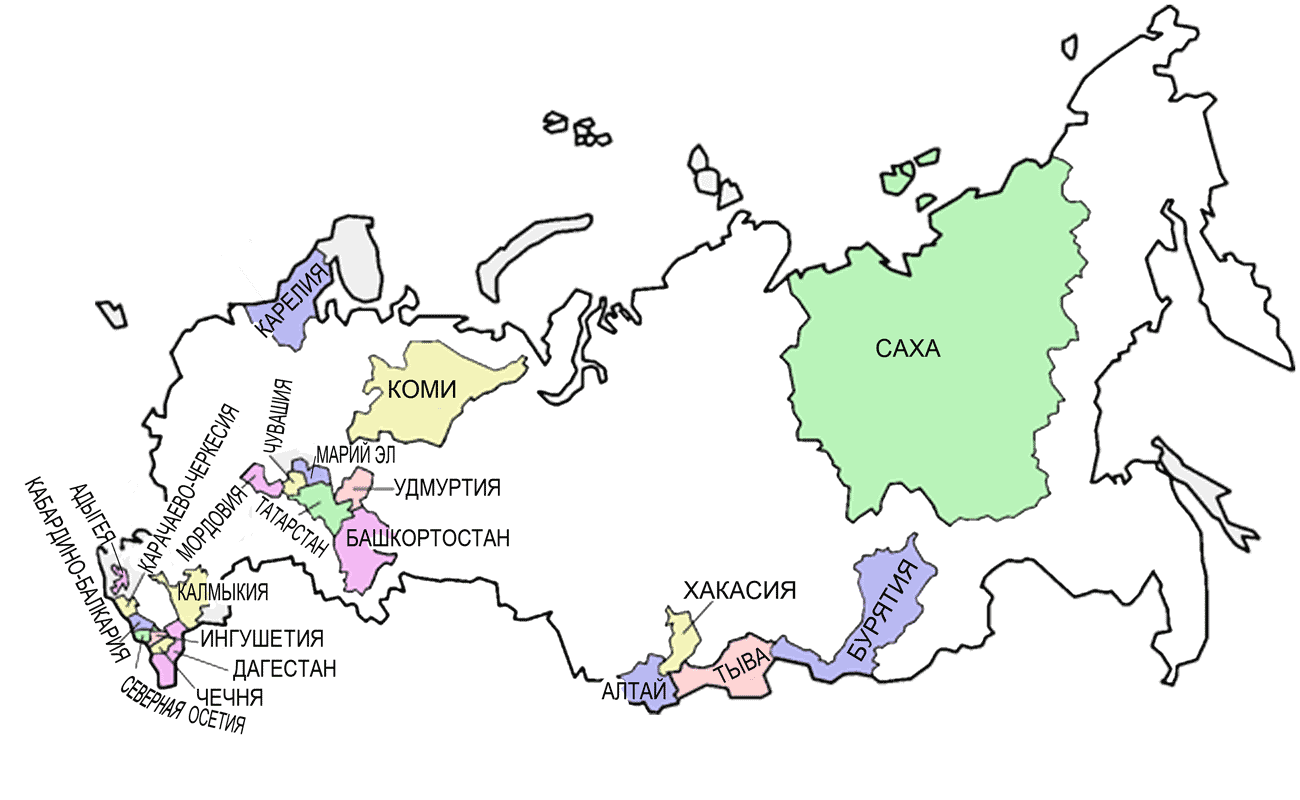 КАРЕЛИЯ
САХА
КОМИ
ЧУВАШИЯ
МАРИЙ ЭЛ
КАРАЧАЕВО-ЧЕРКЕСИЯ
УДМУРТИЯ
АДЫГЕЯ
КАБАРДИНО-БАЛКАРИЯ
МОРДОВИЯ
ТАТАРСТАН
БАШКОРТОСТАН
КАЛМЫКИЯ
ХАКАСИЯ
БУРЯТИЯ
ИНГУШЕТИЯ
ДАГЕСТАН
ТЫВА
АЛТАЙ
ЧЕЧНЯ
СЕВЕРНАЯ ОСЕТИЯ